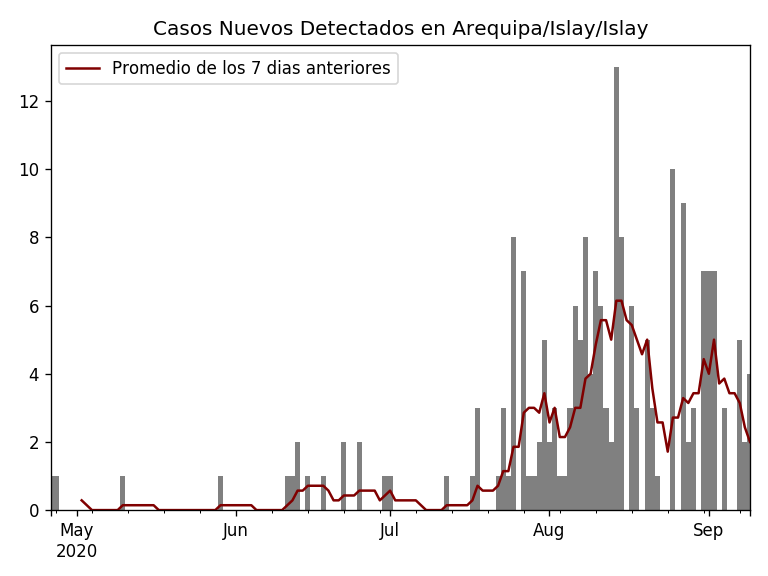 Casos Nuevos Detectados en Arequipa/Islay/Islay
Promedio de los 7 dias anteriores
12
10
8
6
4
2
0
May Jun Jul Aug Sep
2020